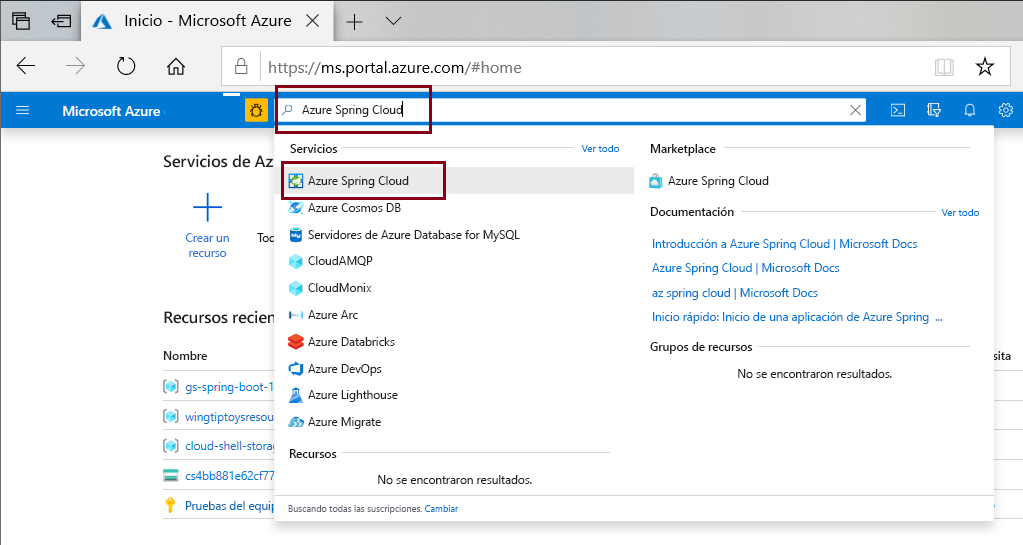 Inicio - Microsoft Azure
https://ms.portal.azure.com/#home
Microsoft Azure
Azure Spring Cloud
Servicios de Az
Crear un
recurso
Tod
Recursos recien
Nombre
gs-spring-boot-1
wingtiptoysresou
cloud-shell-storag
cs4bb881e62cf77
Pruebas del equip
Servicios
Ver todo
Azure Spring Cloud
Azure Cosmos DB
Servidores de Azure Database for MySQL
CloudAMQP
CloudMonix
Azure Arc
Azure Databricks
Azure DevOps
Azure Lighthouse
Azure Migrate
Recursos
No se encontraron resultados.
Buscando todas las suscripciones. Cambiar
Marketplace
Azure Spring Cloud
Documentación
Ver todo
Introducción a Azure Spring Cloud | Microsoft Docs
Azure Spring Cloud | Microsoft Docs
az spring cloud | Microsoft Docs
Inicio rápido: Inicio de una aplicación de Azure Spring ...
Grupos de recursos
No se encontraron resultados.
sita